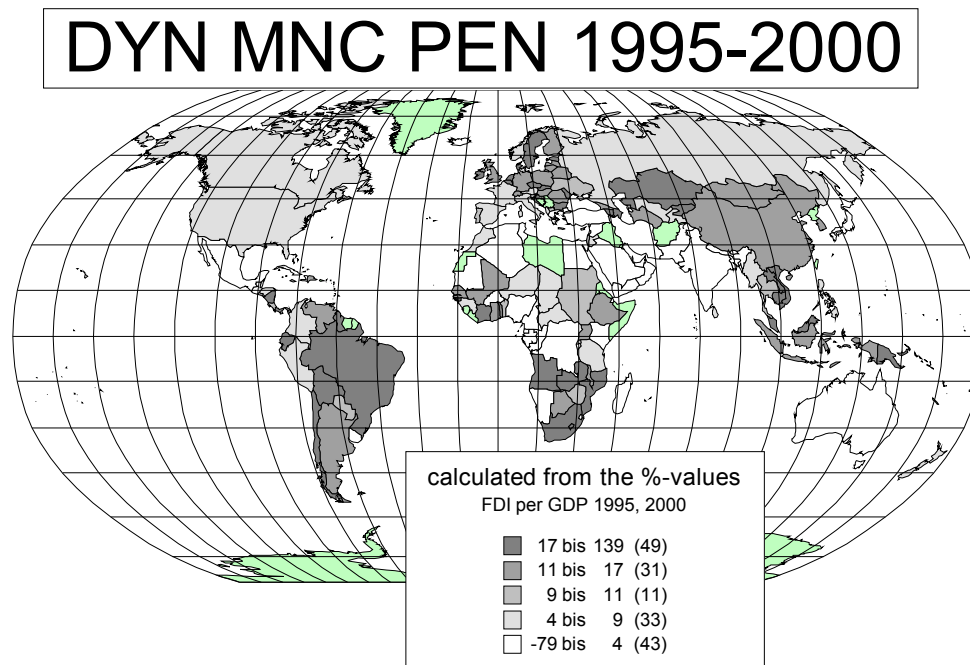 DYN MNC PEN 1995-2000
calculated from the %-values
FDI per GDP 1995, 2000
17 bis 139 (49)
11 bis 17 (31)
9 bis 11 (11)
4 bis 9 (33)
-79 bis 4 (43)